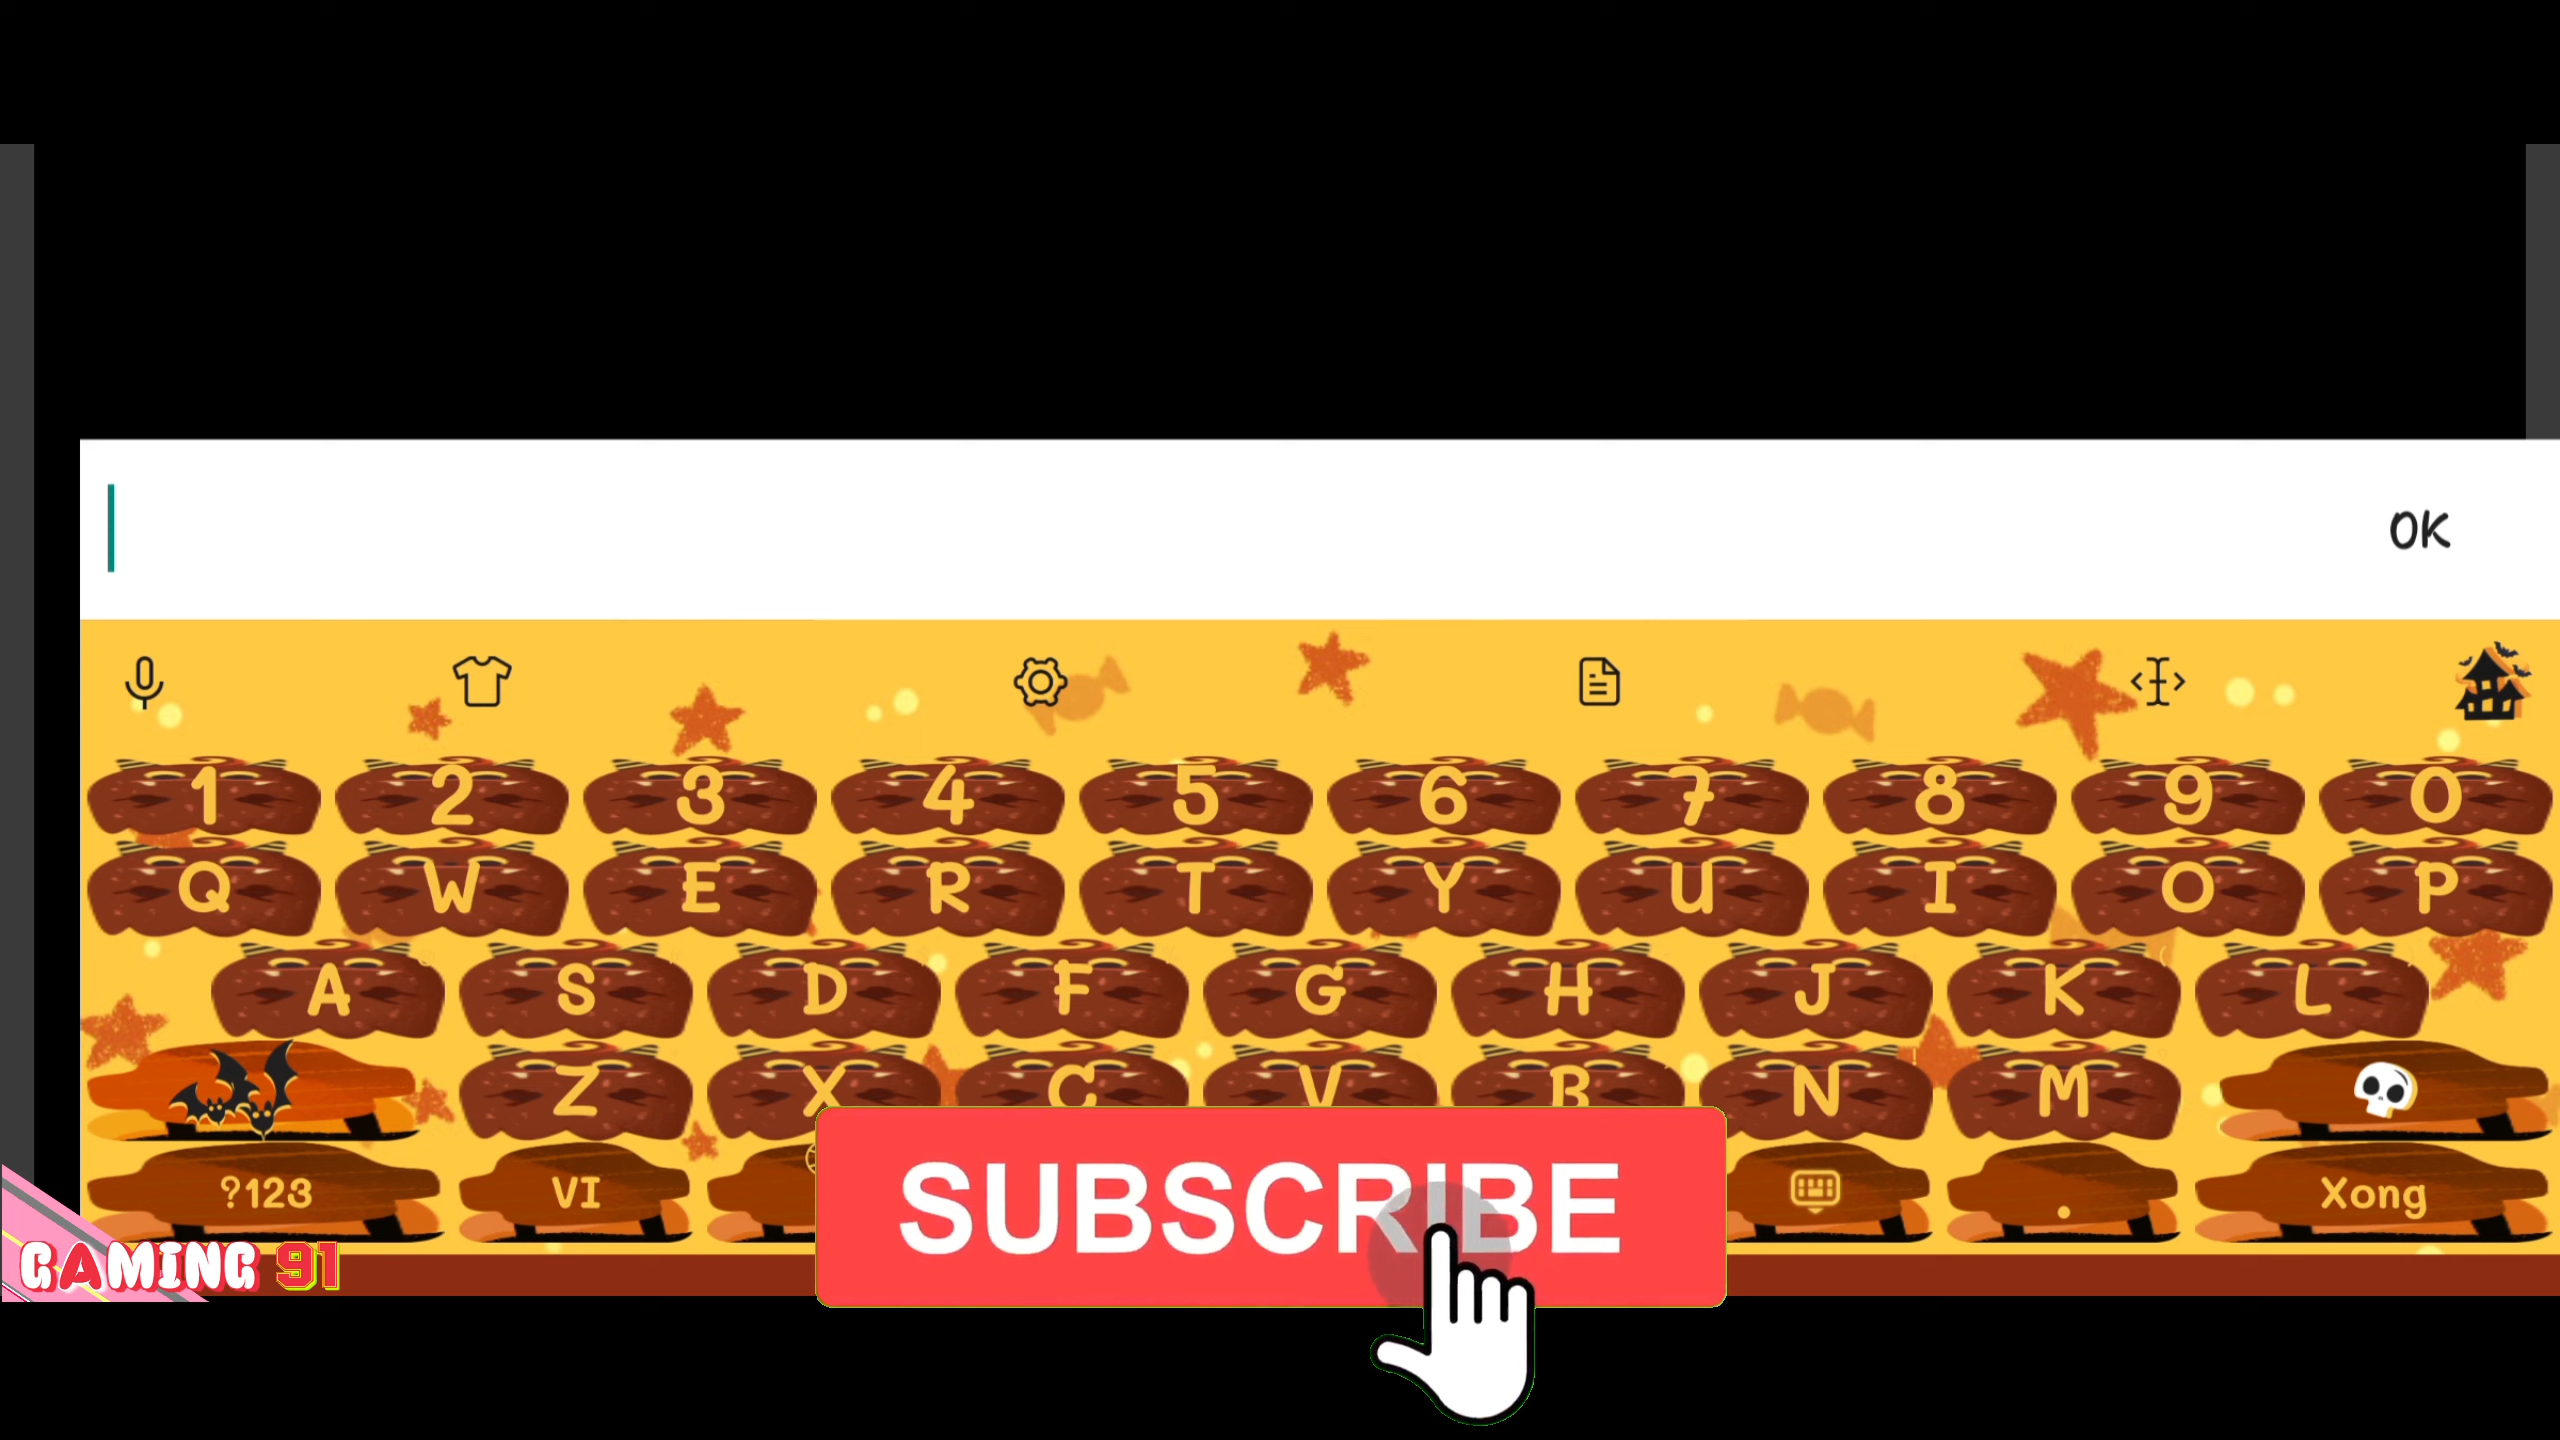 OK
1 2 3 4 5 6 7 8 9 0
Q W E R T Y U I O P
A S D F G H J K L
Z X C V B N M
?123 VI . Xong
SUBSCRIBE
GAMING 91